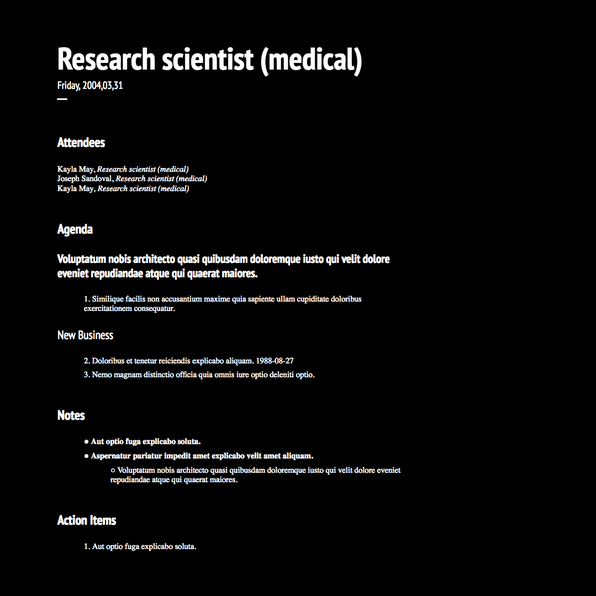 Research scientist (medical)
Friday, 2004,03,31
Attendees
Kayla May, Research scientist (medical)
Joseph Sandoval, Research scientist (medical)
Kayla May, Research scientist (medical)
Agenda
Voluptatum nobis architecto quasi quibusdam doloremque iusto qui velit dolore
eveniet repudiandae atque qui quaerat maiores.
1. Similique facilis non accusantium maxime quia sapiente ullam cupiditate doloribus
exercitationem consequatur.
New Business
2. Doloribus et tenetur reiciendis explicabo aliquam. 1988-08-27
3. Nemo magnam distinctio officia quia omnis iure optio deleniti optio.
Notes
● Aut optio fuga explicabo soluta.
● Aspernatur pariatur impedit amet explicabo velit amet aliquam.
○ Voluptatum nobis architecto quasi quibusdam doloremque iusto qui velit dolore eveniet
repudiandae atque qui quaerat maiores.
Action Items
1. Aut optio fuga explicabo soluta.